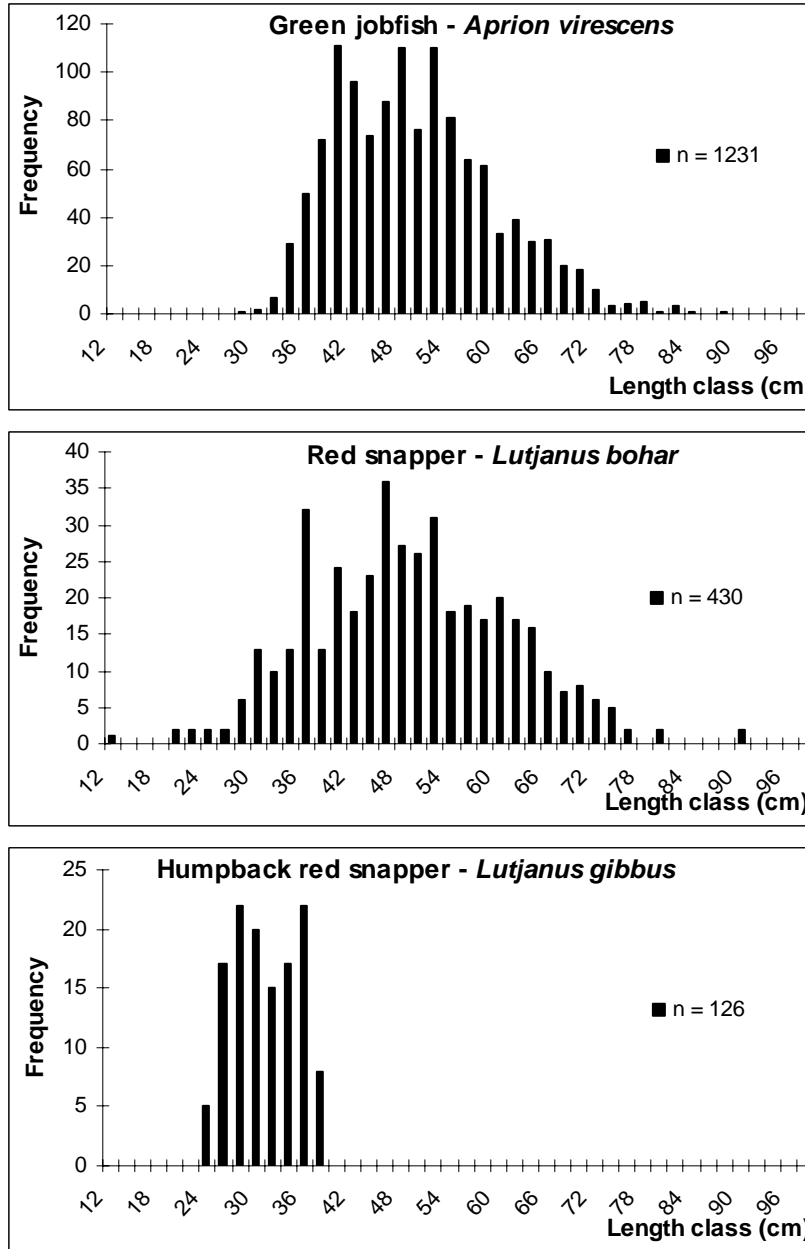 Green jobfish - Aprion virescens
Frequency
120
100
80
60
40
20
0
n = 1231
12 18 24 30 36 42 48 54 60 66 72 78 84 90 96
Length class (cm)
Red snapper - Lutjanus bohar
Frequency
40
35
30
25
20
15
10
5
0
n = 430
12 18 24 30 36 42 48 54 60 66 72 78 84 90 96
Length class (cm)
Humpback red snapper - Lutjanus gibbus
Frequency
25
20
15
10
5
0
n = 126
12 18 24 30 36 42 48 54 60 66 72 78 84 90 96
Length class (cm)